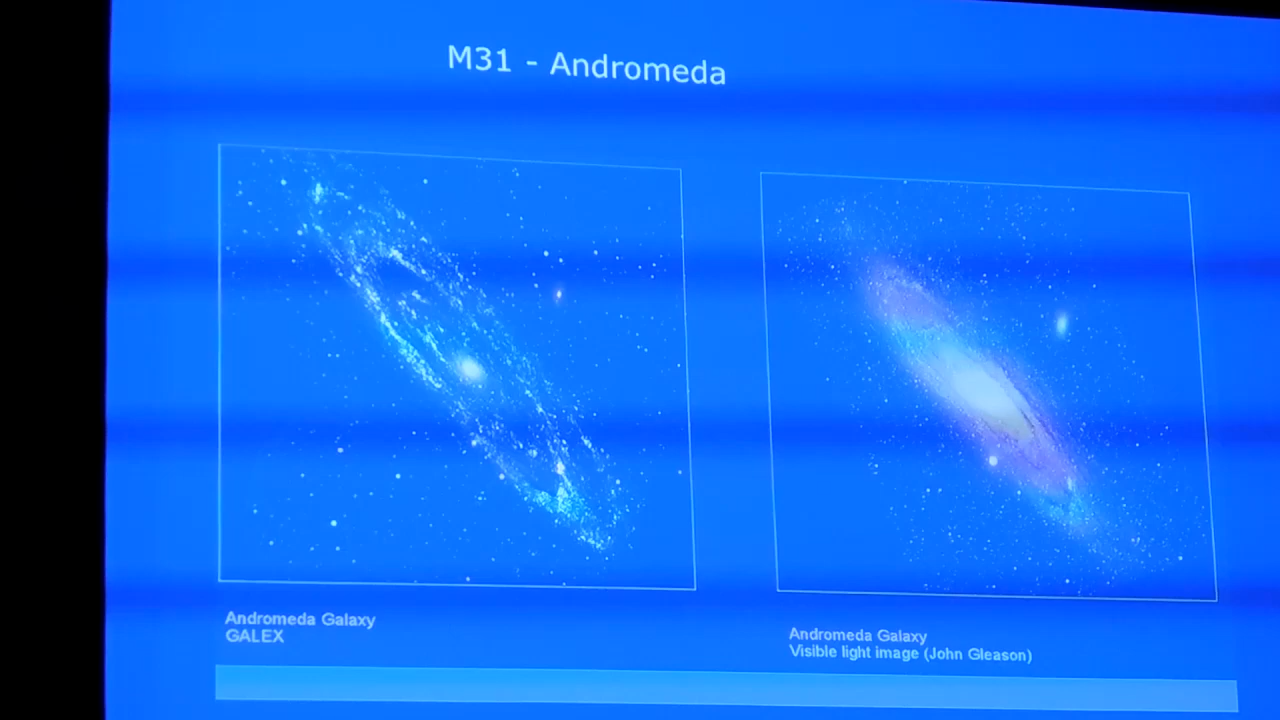 M31 - Andromeda
Andromeda Galaxy
GALEX
Andromeda Galaxy
Visible light image (John Gleason)